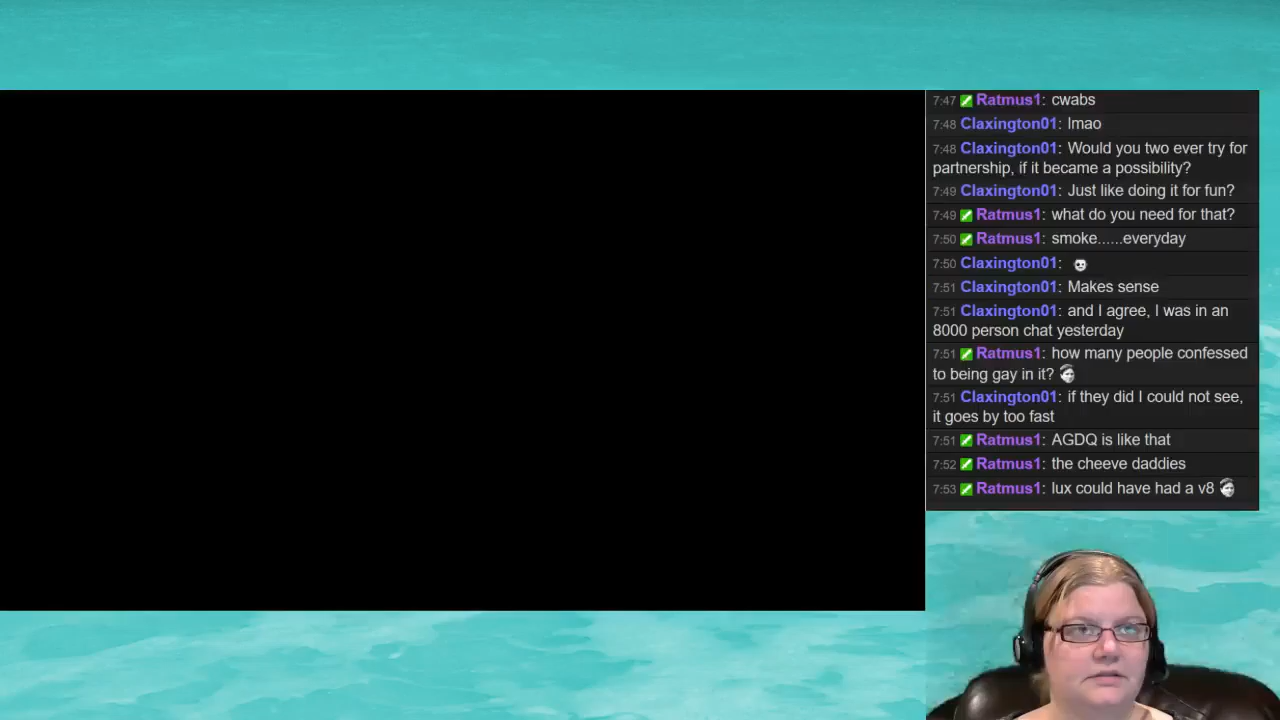 7:47 Ratmus1: cwabs
7:48 Claxington01: lmao
7:48 Claxington01: Would you two ever try for
partnership, if it became a possibility?
7:49 Claxington01: Just like doing it for fun?
7:49 Ratmus1: what do you need for that?
7:50 Ratmus1: smoke......everyday
7:50 Claxington01:
7:51 Claxington01: Makes sense
7:51 Claxington01: and I agree, I was in an
8000 person chat yesterday
7:51 Ratmus1: how many people confessed
to being gay in it?
7:51 Claxington01: if they did I could not see,
it goes by too fast
7:51 Ratmus1: AGDQ is like that
7:52 Ratmus1: the cheeve daddies
7:53 Ratmus1: lux could have had a v8